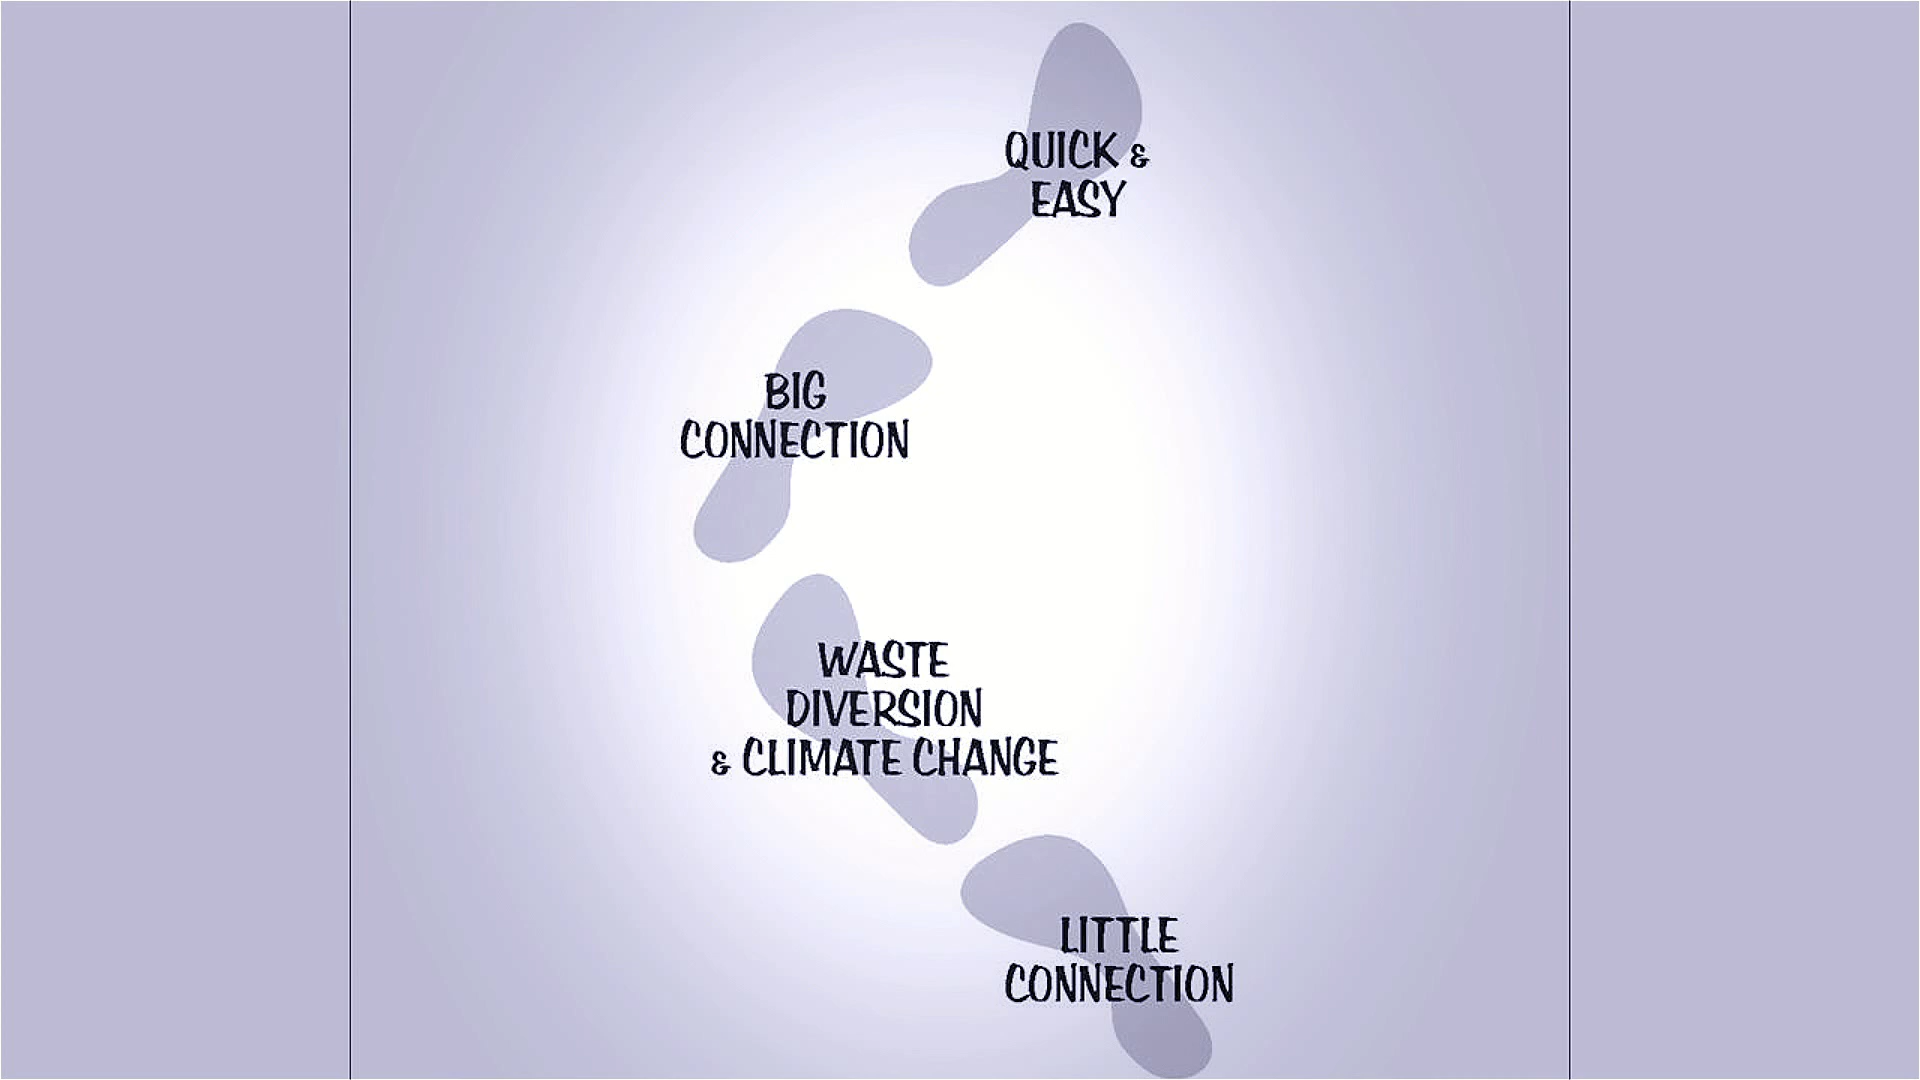 QUICK &
EASY
BIG
CONNECTION
WASTE
DIVERSION
& CLIMATE CHANGE
LITTLE
CONNECTION